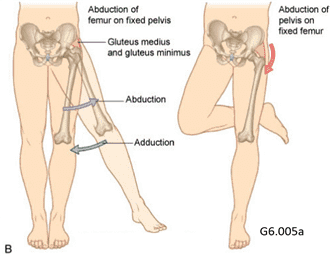 Abduction of
femur on fixed pelvis
Gluteus medius
and gluteus minimus
Abduction
Adduction
Abduction of
pelvis on
fixed femur
G6.005a
B